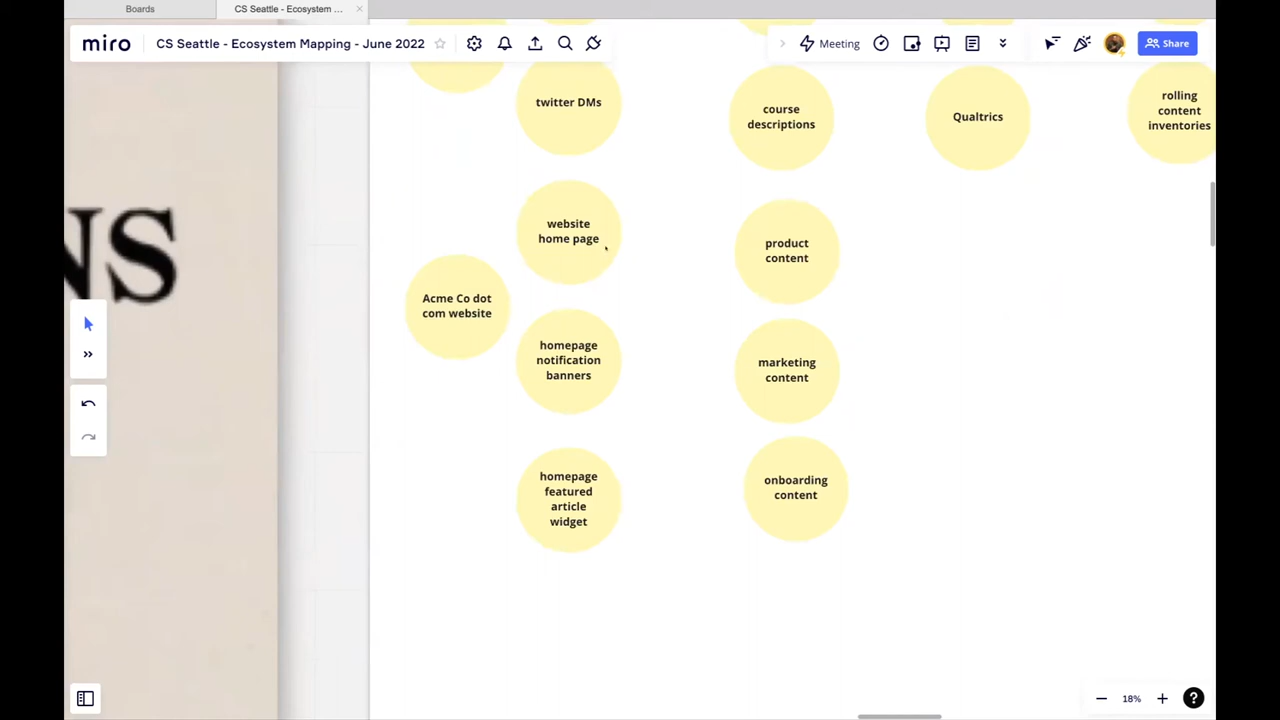 Boards
CS Seattle - Ecosystem ...
miro
CS Seattle - Ecosystem Mapping - June 2022
Meeting
Share
twitter DMs
course
descriptions
Qualtrics
rolling
content
inventories
website
home page
product
content
Acme Co dot
com website
homepage
notification
banners
marketing
content
homepage
featured
article
widget
onboarding
content
NS
18%